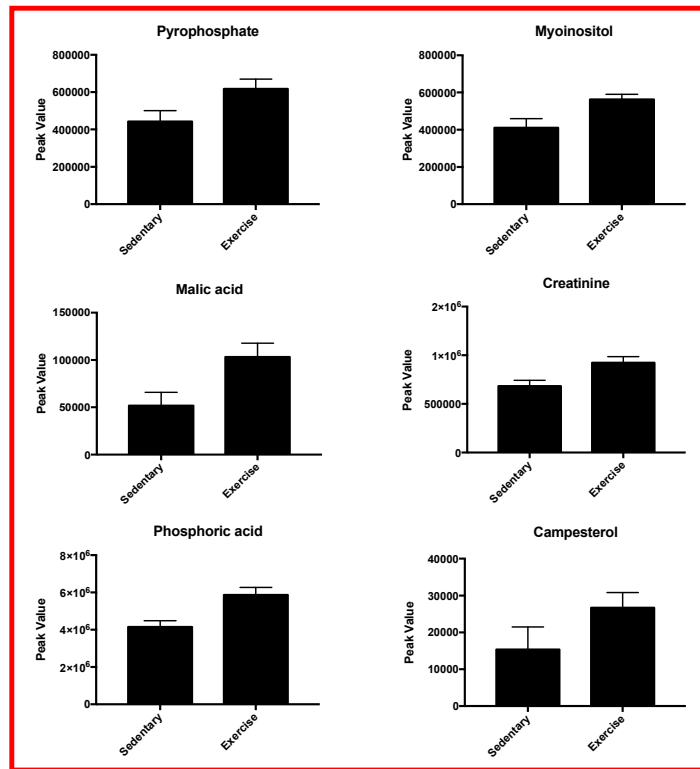 Pyrophosphate
800000
600000
400000
200000
0
Peak Value
Sedentary
Exercise
Myoinositol
800000
600000
400000
200000
0
Peak Value
Sedentary
Exercise
Malic acid
150000
100000
50000
0
Peak Value
Sedentary
Exercise
Creatinine
2×10⁶
1×10⁶
500000
0
Peak Value
Sedentary
Exercise
Phosphoric acid
8×10⁶
6×10⁶
4×10⁶
2×10⁶
0
Peak Value
Sedentary
Exercise
Campesterol
40000
30000
20000
10000
0
Peak Value
Sedentary
Exercise